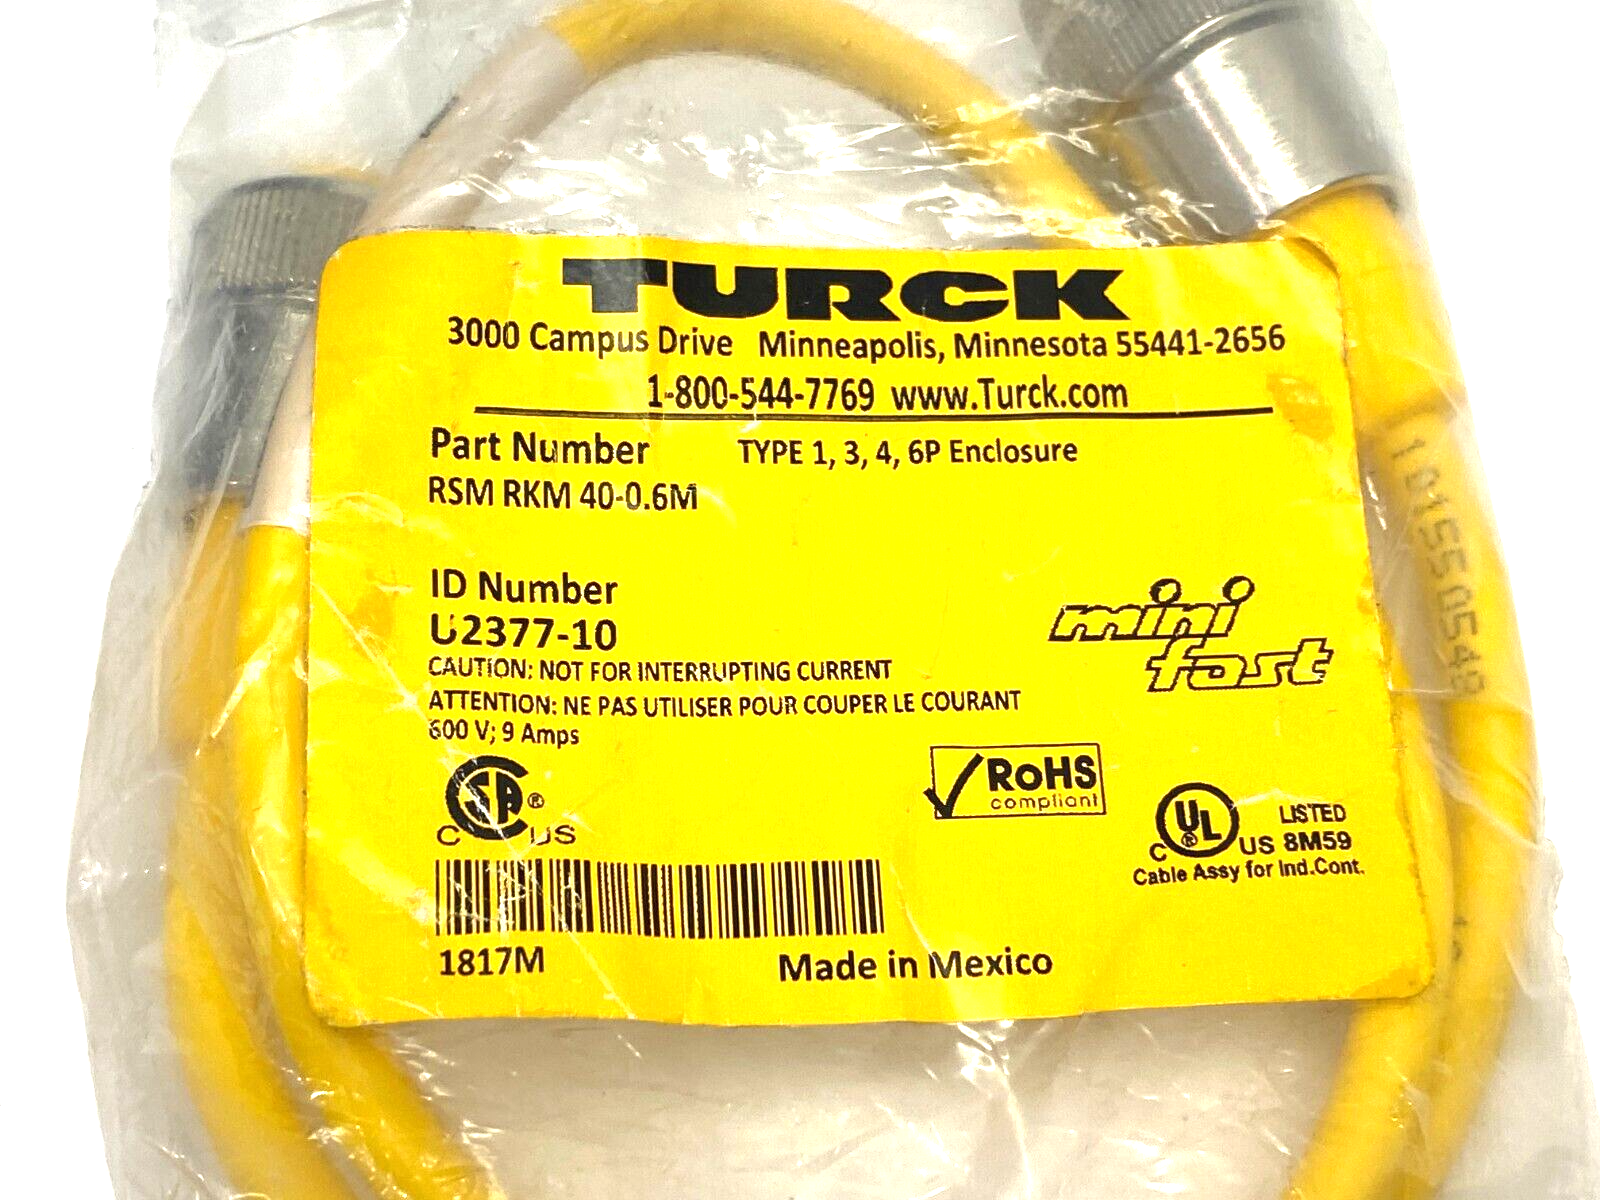 TURCK
3000 Campus Drive Minneapolis, Minnesota 55441-2656
1-800-544-7769 www.Turck.com
Part Number TYPE 1, 3, 4, 6P Enclosure
RSM RKM 40-0.6M
ID Number
U2377-10
CAUTION: NOT FOR INTERRUPTING CURRENT
ATTENTION: NE PAS UTILISER POUR COUPER LE COURANT
600 V; 9 Amps
mini
fast
C SA ® US
RoHS
compliant
C UL ® US LISTED
8M59
Cable Assy for Ind.Cont.
1817M
Made in Mexico
10155054